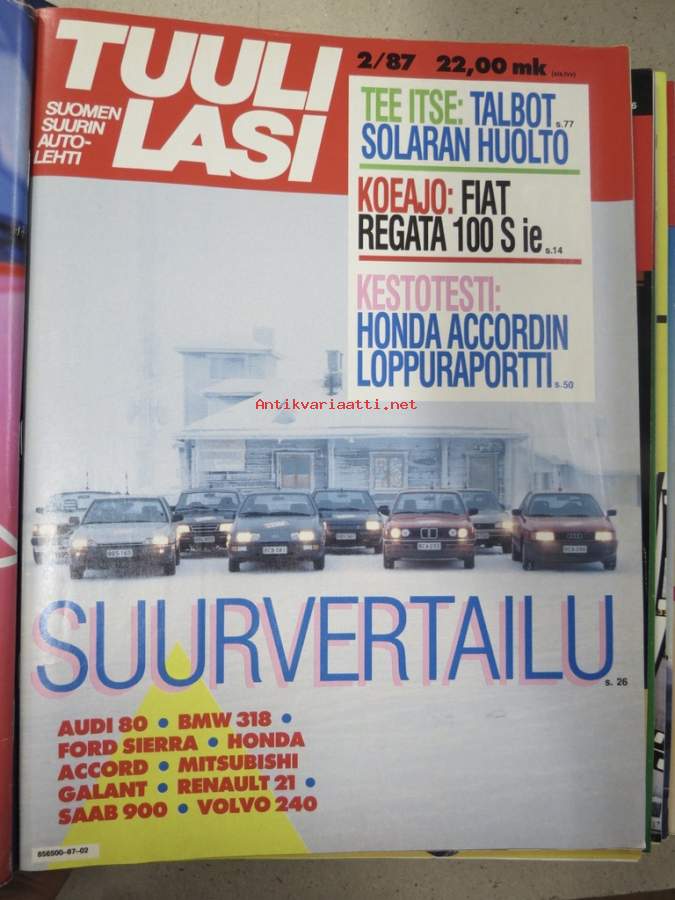 TUULI
LASI
SUOMEN
SUURIN
AUTO-
LEHTI
2/87 22,00 mk
TEE ITSE: TALBOT
SOLARAN HUOLTO s.77
KOEAJO: FIAT
REGATA 100 S ie s.14
KESTOTESTI:
HONDA ACCORDIN
LOPPURAPORTTI s.50
Antikvariaatti.net
SUURVERTAILU
s. 26
AUDI 80 • BMW 318 •
FORD SIERRA • HONDA
ACCORD • MITSUBISHI
GALANT • RENAULT 21 •
SAAB 900 • VOLVO 240
856500-87-02